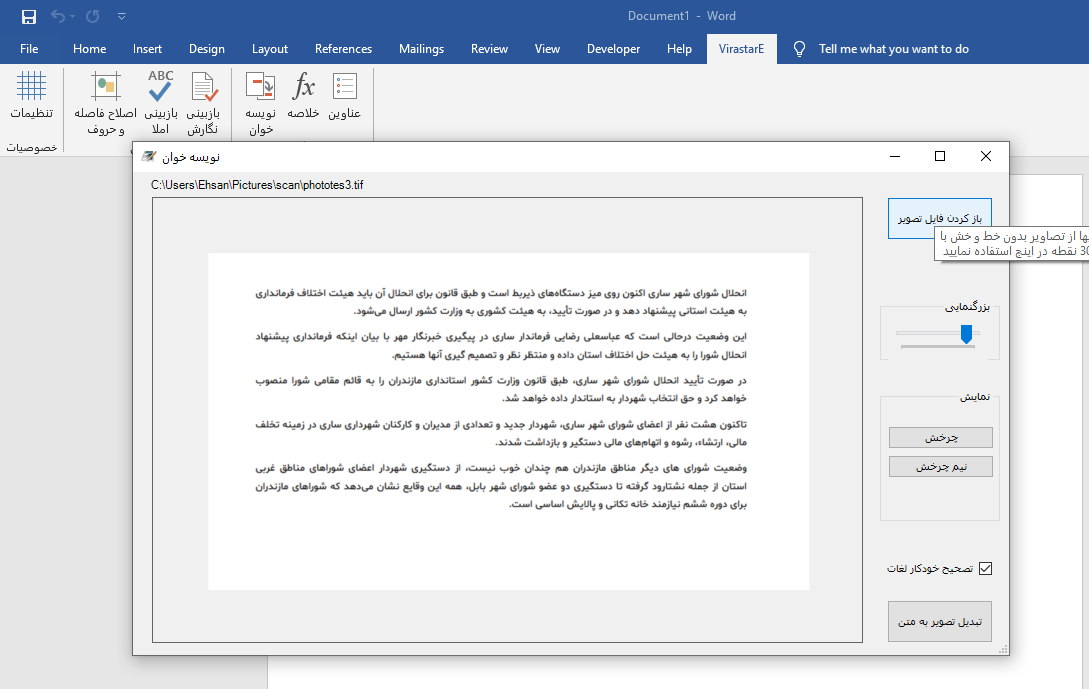 Document1 - Word
File Home Insert Design Layout References Mailings Review View Developer Help VirastarE Tell me what you want to do
تنظیمات
اصلاح فاصله و حروف
ABC
بازبینی املا
بازبینی نگارش
نویسه خوان
fx
خلاصه
عناوین
خصوصیات
نویسه خوان
C:\Users\Ehsan\Pictures\scan\phototes3.tif
باز کردن فایل تصویر
ها از تصاویر بدون خط و خش با
نقطه در اینچ استفاده نمایید
انحلال شورای شهر ساری اکنون روی میز دستگاه‌های ذیربط است و طبق قانون برای انحلال آن باید هیئت اختلاف فرمانداری
به هیئت استانی پیشنهاد دهد و در صورت تأیید، به هیئت کشوری به وزارت کشور ارسال می‌شود.
این وضعیت درحالی است که عباسعلی رضایی فرماندار ساری در پیگیری خبرنگار مهر با بیان اینکه فرمانداری پیشنهاد
انحلال شورا را به هیئت حل اختلاف استان داده و منتظر نظر و تصمیم گیری آنها هستیم.
در صورت تأیید انحلال شورای شهر ساری، طبق قانون وزارت کشور استانداری مازندران را به قائم مقامی شورا منصوب
خواهد کرد و حق انتخاب شهردار به استاندار داده خواهد شد.
تاکنون هشت نفر از اعضای شورای شهر ساری، شهردار جدید و تعدادی از مدیران و کارکنان شهرداری ساری در زمینه تخلف
مالی، ارتشاء، رشوه و اتهام‌های مالی دستگیر و بازداشت شدند.
وضعیت شورای های دیگر مناطق مازندران هم چندان خوب نیست، از دستگیری شهردار اعضای شوراهای مناطق غربی
استان از جمله نشتارود گرفته تا دستگیری دو عضو شورای شهر بابل، همه این وقایع نشان می‌دهد که شوراهای مازندران
برای دوره ششم نیازمند خانه تکانی و پالایش اساسی است.
بزرگنمایی
نمایش
چرخش
نیم چرخش
تصحیح خودکار لغات
تبدیل تصویر به متن